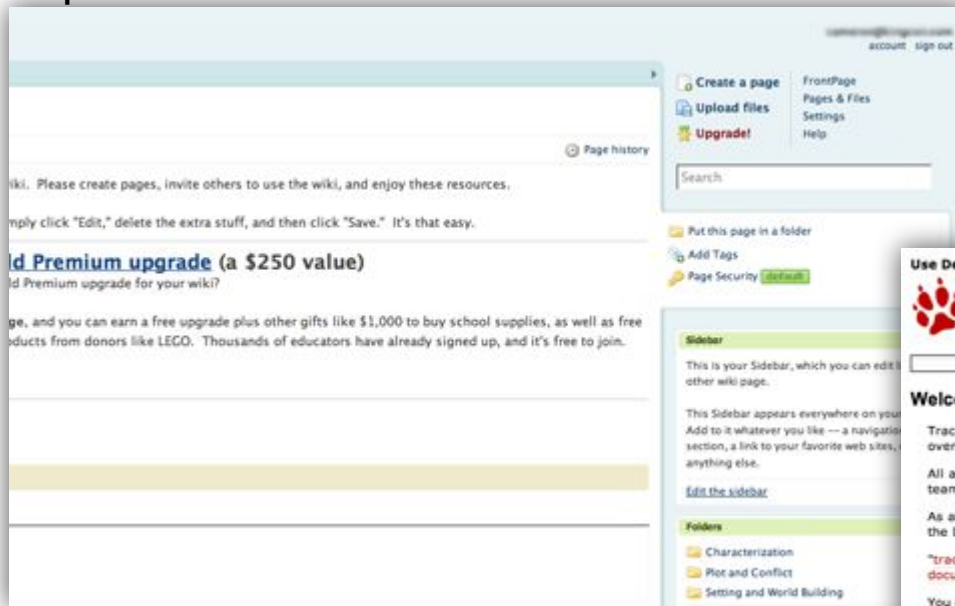 account sign out
Create a page
Upload files
Upgrade!
FrontPage
Pages & Files
Settings
Help
Page history
Search
iki. Please create pages, invite others to use the wiki, and enjoy these resources.
mply click "Edit," delete the extra stuff, and then click "Save." It's that easy.
ld Premium upgrade (a $250 value)
ld Premium upgrade for your wiki?
ge, and you can earn a free upgrade plus other gifts like $1,000 to buy school supplies, as well as free
oducts from donors like LEGO. Thousands of educators have already signed up, and it's free to join.
Put this page in a folder
Add Tags
Page Security default
Sidebar
This is your Sidebar, which you can edit
other wiki page.
This Sidebar appears everywhere on your
Add to it whatever you like -- a navigation
section, a link to your favorite web sites,
anything else.
Edit the sidebar
Folders
Characterization
Plot and Conflict
Setting and World Building
Use De
Welc
Trac
over
All a
team
As a
the
"trac
docu
You